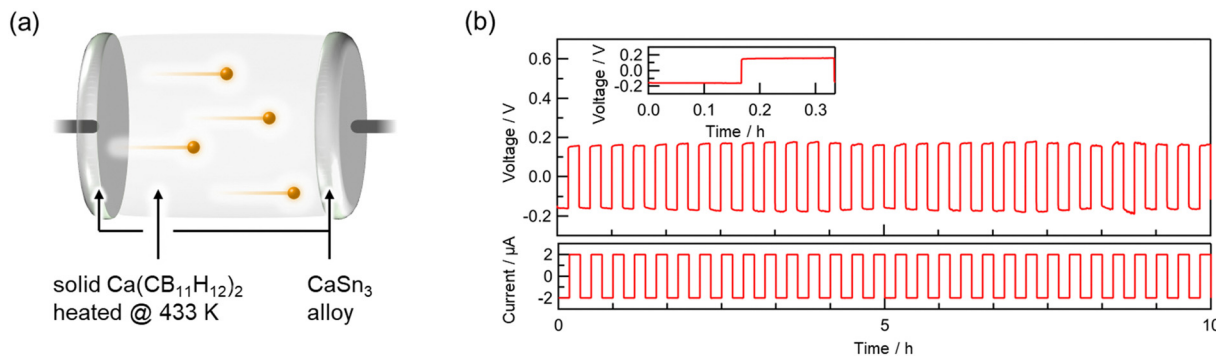 (a)
solid Ca(CB₁₁H₁₂)₂
heated @ 433 K
CaSn₃
alloy
(b)
Voltage / V
0.6
0.4
0.2
0.0
-0.2
Voltage / V
0.2
0.0
-0.2
0.0
0.1
0.2
0.3
Time / h
Current / µA
2
0
-2
0
5
10
Time / h